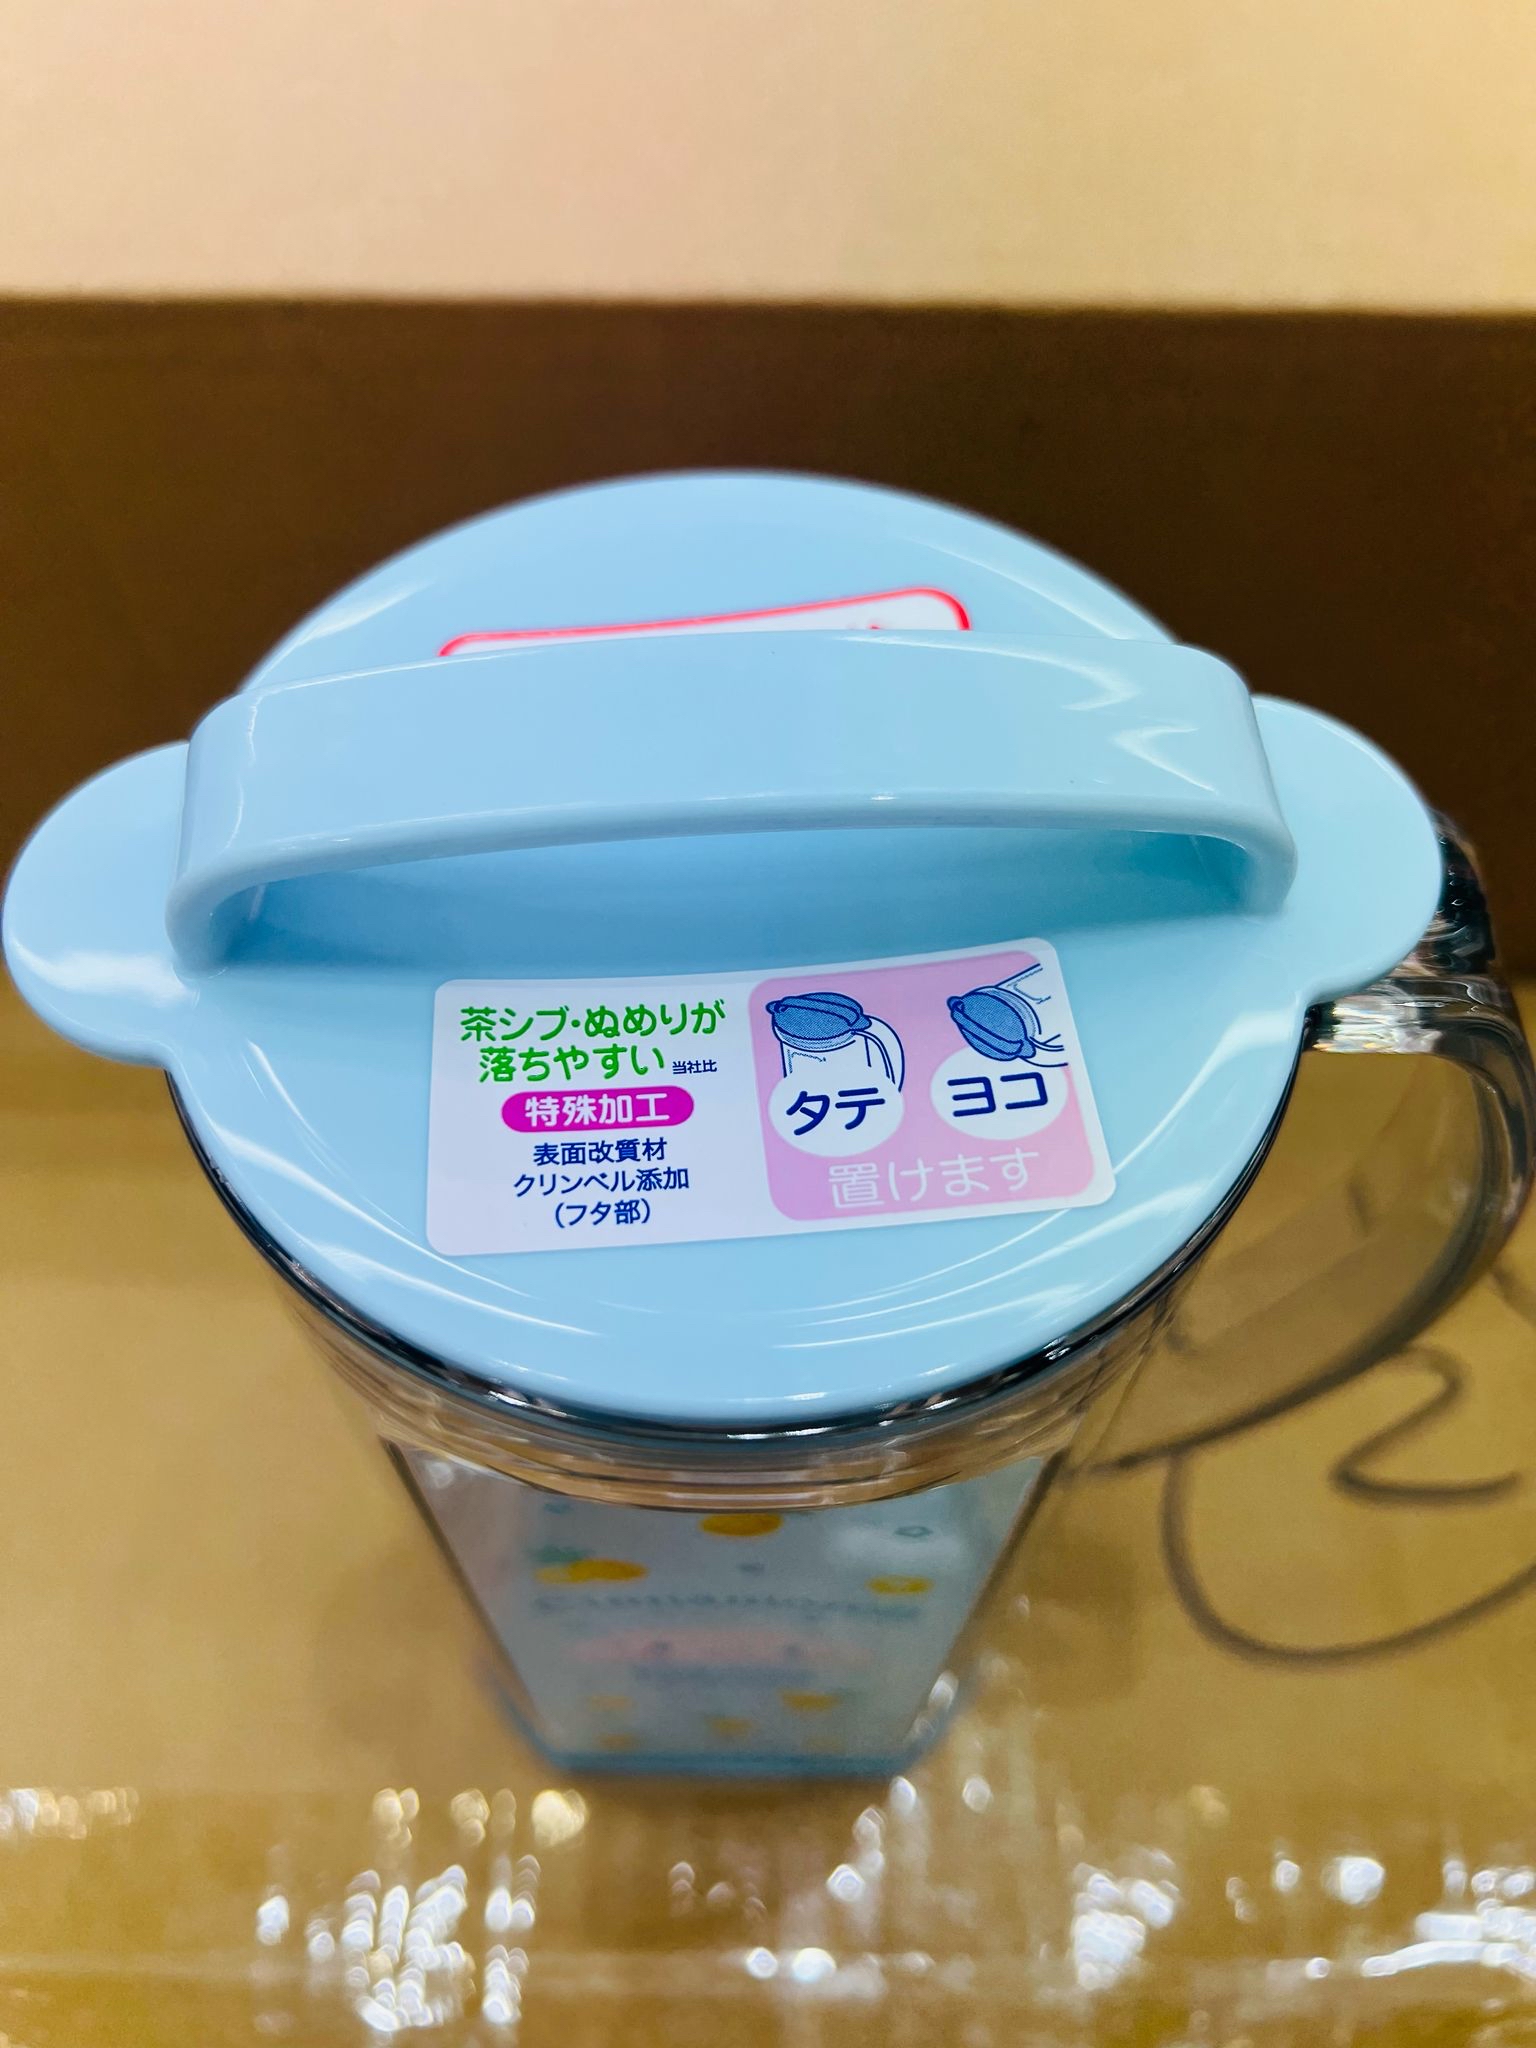 茶シブ・ぬめりが
落ちやすい 当社比
特殊加工
表面改質材
クリンベル添加
(フタ部)
タテ
ヨコ
置けます